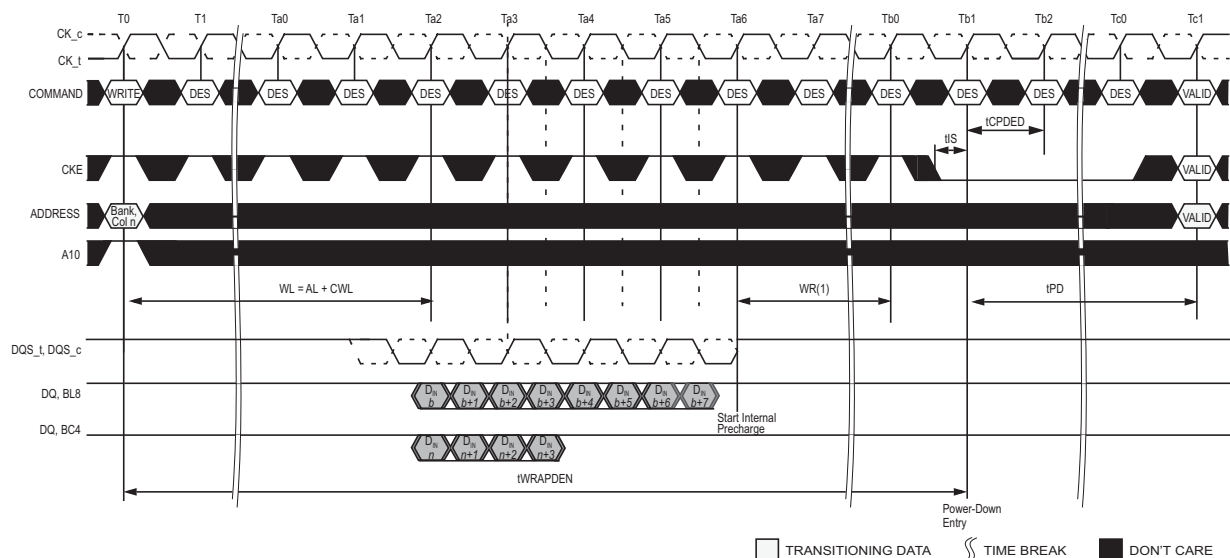 T0 T1 Ta0 Ta1 Ta2 Ta3 Ta4 Ta5 Ta6 Ta7 Tb0 Tb1 Tb2 Tc0 Tc1
CK_c
CK_t
COMMAND WRITE DES DES DES DES DES DES DES DES DES DES DES DES DES VALID
tCPDED
tIS
CKE VALID
ADDRESS Bank, Col n VALID
A10
WL = AL + CWL WR(1) tPD
DQS_t, DQS_c
DQ, BL8 DIN b DIN b+1 DIN b+2 DIN b+3 DIN b+4 DIN b+5 DIN b+6 DIN b+7
Start Internal
Precharge
DQ, BC4 DIN n DIN n+1 DIN n+2 DIN n+3
tWRAPDEN
Power-Down
Entry
TRANSITIONING DATA TIME BREAK DON'T CARE